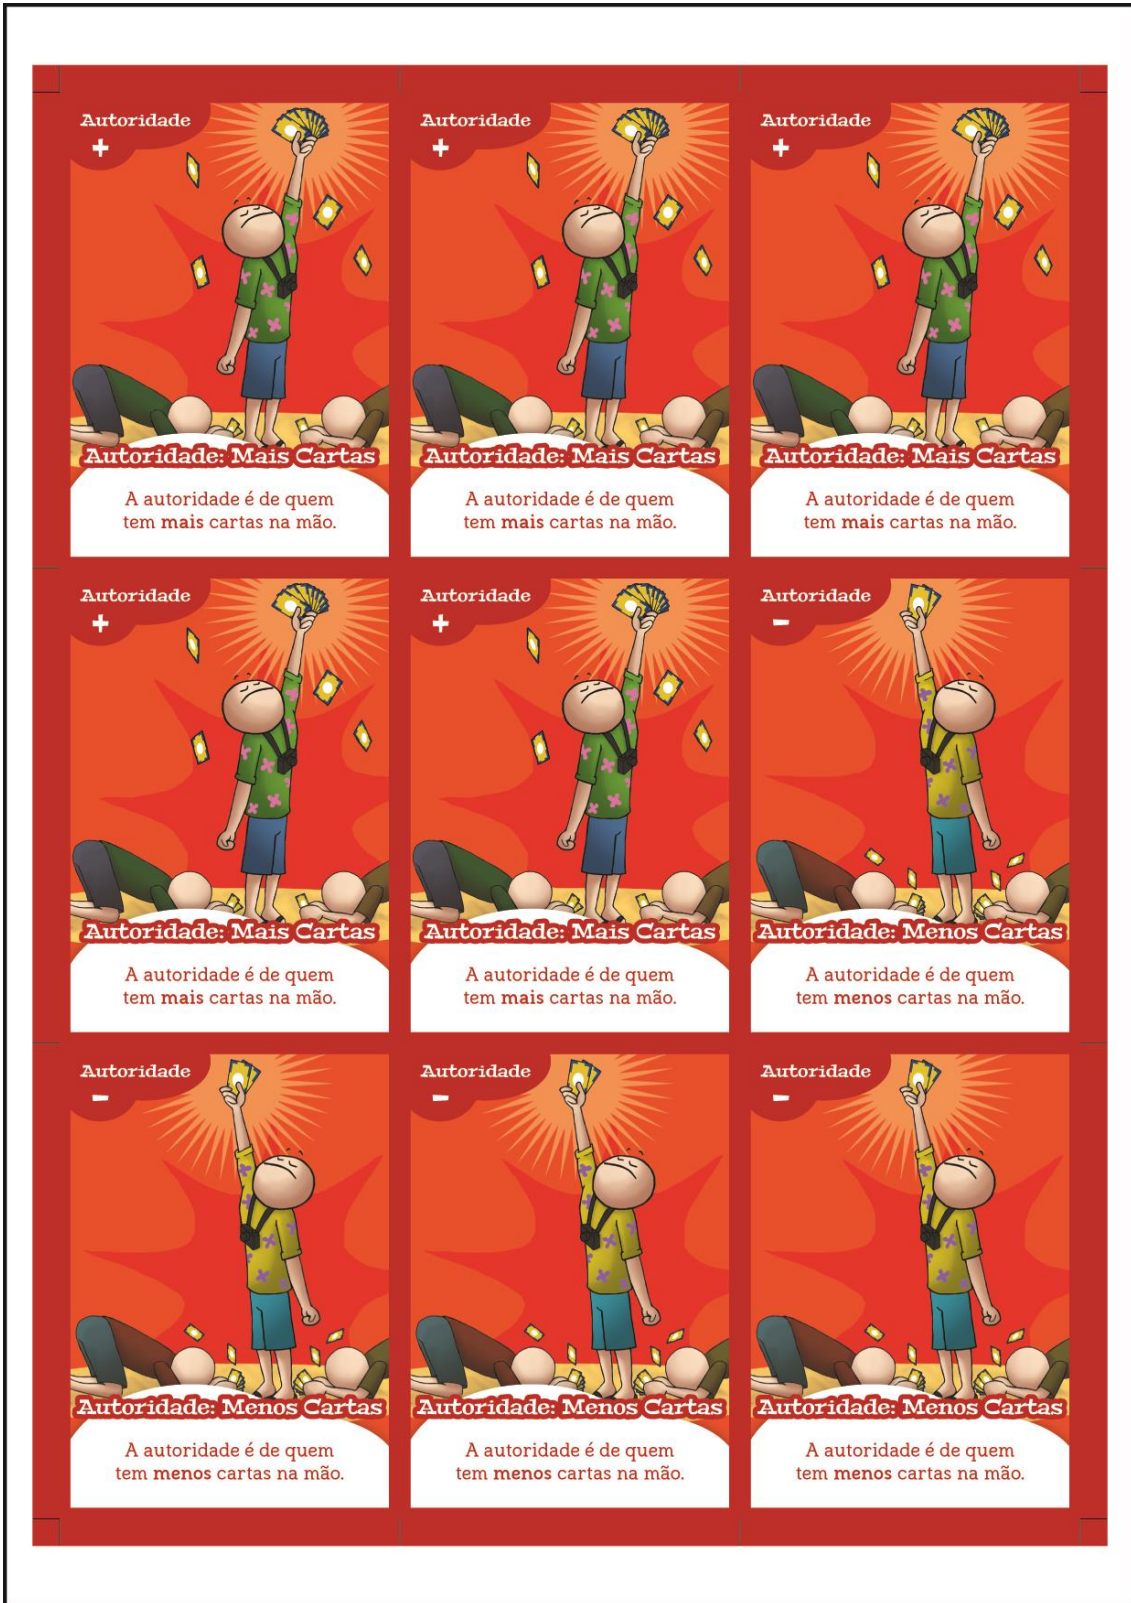 Autoridade
+
Autoridade: Mais Cartas
A autoridade é de quem
tem mais cartas na mão.
Autoridade
+
Autoridade: Mais Cartas
A autoridade é de quem
tem mais cartas na mão.
Autoridade
+
Autoridade: Mais Cartas
A autoridade é de quem
tem mais cartas na mão.
Autoridade
+
Autoridade: Mais Cartas
A autoridade é de quem
tem mais cartas na mão.
Autoridade
+
Autoridade: Mais Cartas
A autoridade é de quem
tem mais cartas na mão.
Autoridade
-
Autoridade: Menos Cartas
A autoridade é de quem
tem menos cartas na mão.
Autoridade
-
Autoridade: Menos Cartas
A autoridade é de quem
tem menos cartas na mão.
Autoridade
-
Autoridade: Menos Cartas
A autoridade é de quem
tem menos cartas na mão.
Autoridade
-
Autoridade: Menos Cartas
A autoridade é de quem
tem menos cartas na mão.